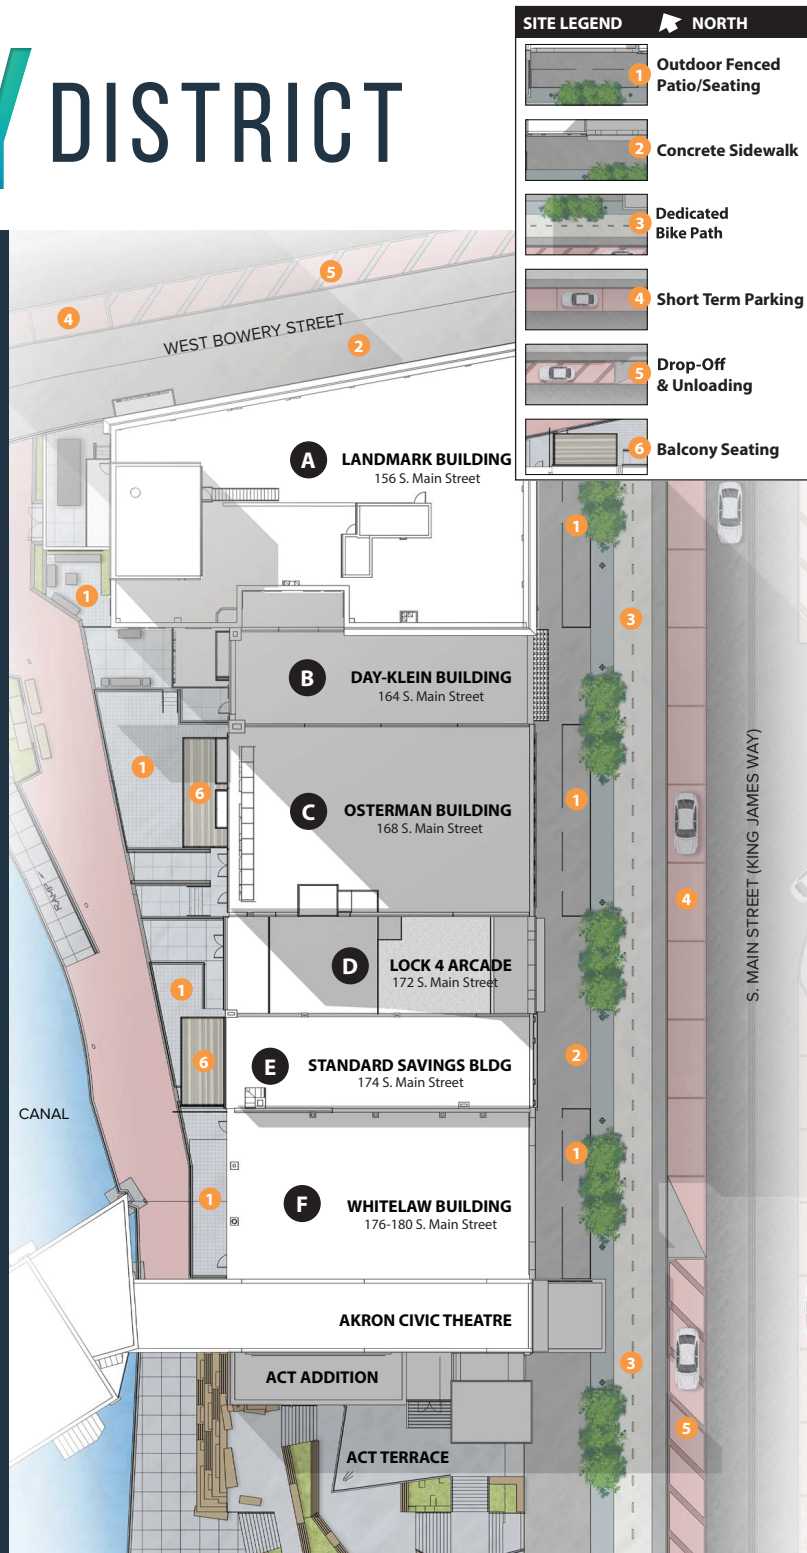 SITE LEGEND NORTH
1 Outdoor Fenced
Patio/Seating
2 Concrete Sidewalk
3 Dedicated
Bike Path
4 Short Term Parking
5 Drop-Off
& Unloading
6 Balcony Seating
Y DISTRICT
5
4
WEST BOWERY STREET
2
A LANDMARK BUILDING
156 S. Main Street
1
1
3
B DAY-KLEIN BUILDING
164 S. Main Street
1
6
1
C OSTERMAN BUILDING
168 S. Main Street
S. MAIN STREET (KING JAMES WAY)
RAMP
4
D LOCK 4 ARCADE
172 S. Main Street
1
2
6
E STANDARD SAVINGS BLDG
174 S. Main Street
CANAL
1
1
F WHITELAW BUILDING
176-180 S. Main Street
AKRON CIVIC THEATRE
3
ACT ADDITION
5
ACT TERRACE